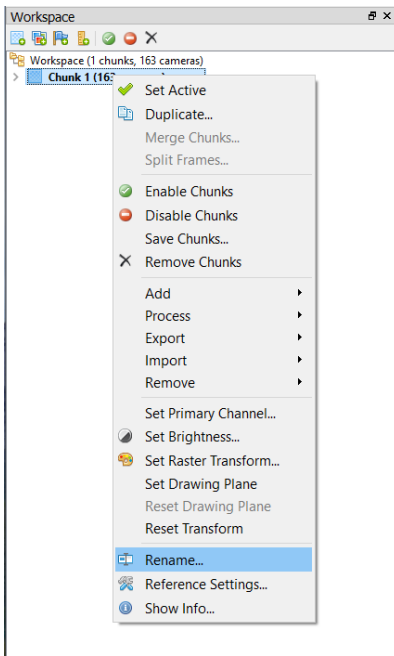 Workspace
Workspace (1 chunks, 163 cameras)
Chunk 1 (163
Set Active
Duplicate...
Merge Chunks...
Split Frames...
Enable Chunks
Disable Chunks
Save Chunks...
Remove Chunks
Add
Process
Export
Import
Remove
Set Primary Channel...
Set Brightness...
Set Raster Transform...
Set Drawing Plane
Reset Drawing Plane
Reset Transform
Rename...
Reference Settings...
Show Info...